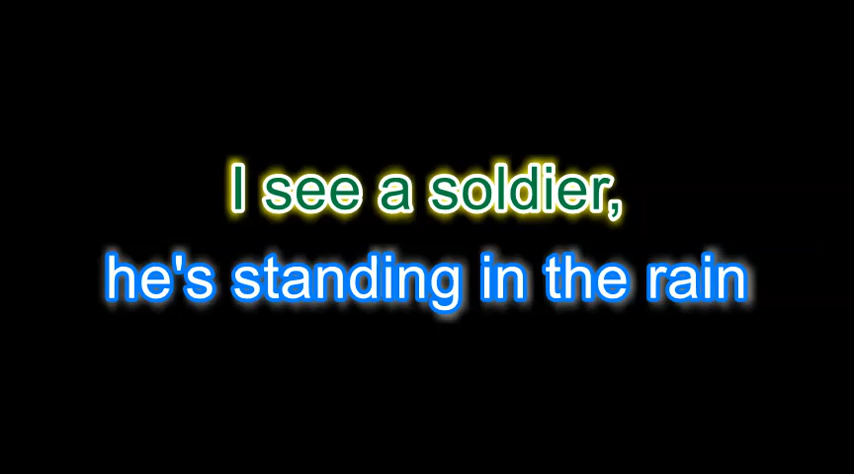 I see a soldier,
he's standing in the rain